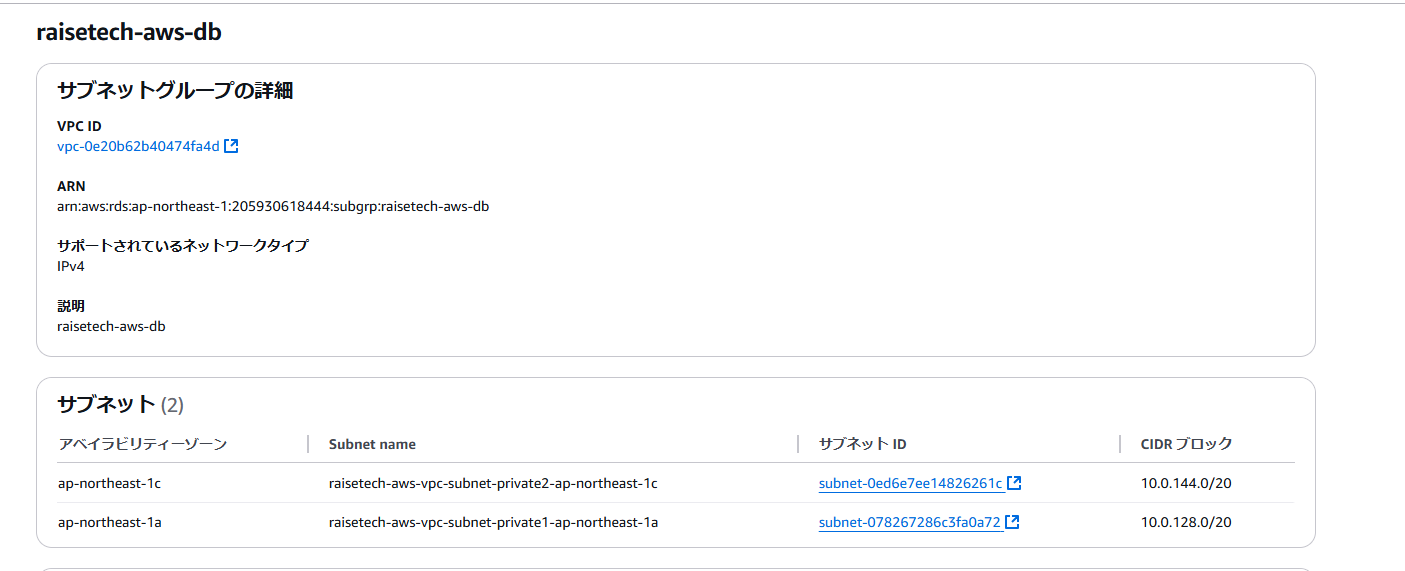 raisetech-aws-db
サブネットグループの詳細
VPC ID
vpc-0e20b62b40474fa4d
ARN
arn:aws:rds:ap-northeast-1:205930618444:subgrp:raisetech-aws-db
サポートされているネットワークタイプ
IPv4
説明
raisetech-aws-db
サブネット (2)
アベイラビリティーゾーン Subnet name サブネット ID CIDR ブロック
ap-northeast-1c raisetech-aws-vpc-subnet-private2-ap-northeast-1c subnet-0ed6e7ee14826261c 10.0.144.0/20
ap-northeast-1a raisetech-aws-vpc-subnet-private1-ap-northeast-1a subnet-078267286c3fa0a72 10.0.128.0/20